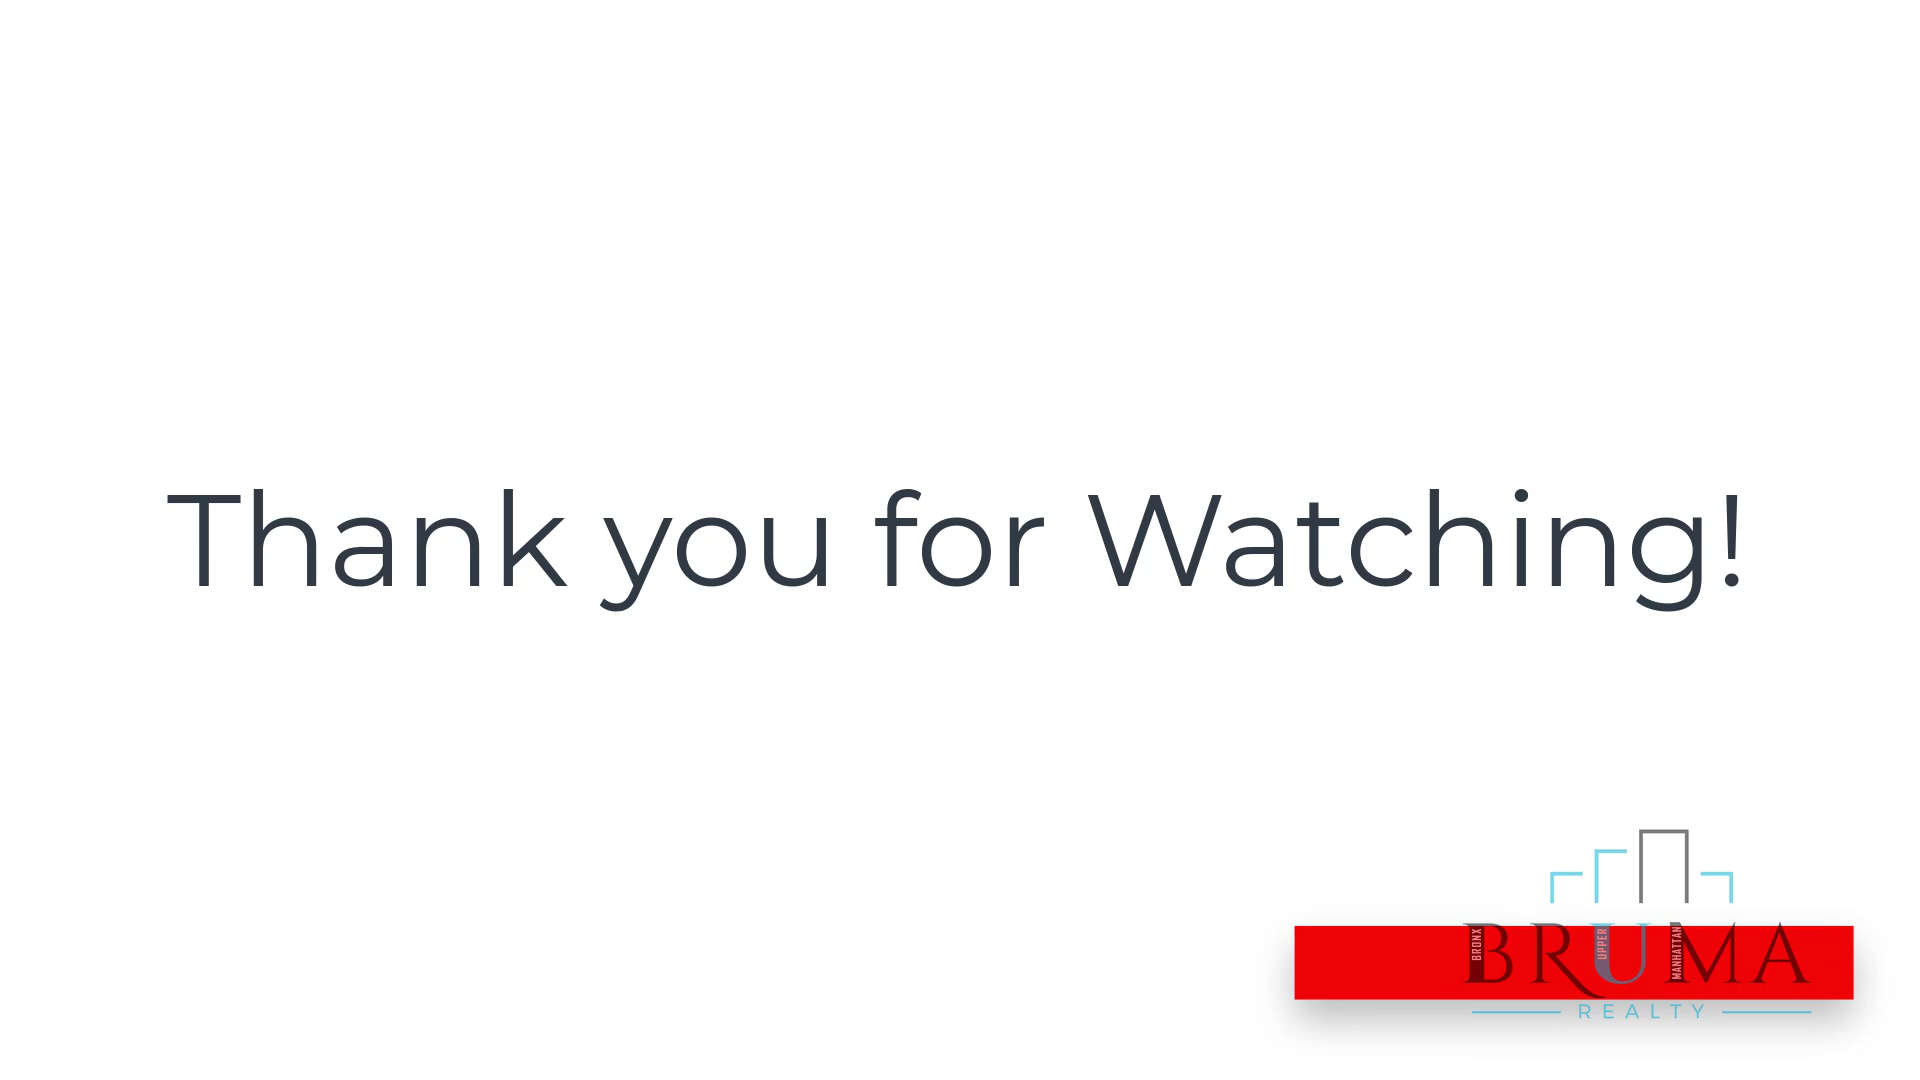 Thank you for Watching!
BRUMA
BRONX
UPPER
MANHATTAN
REALTY